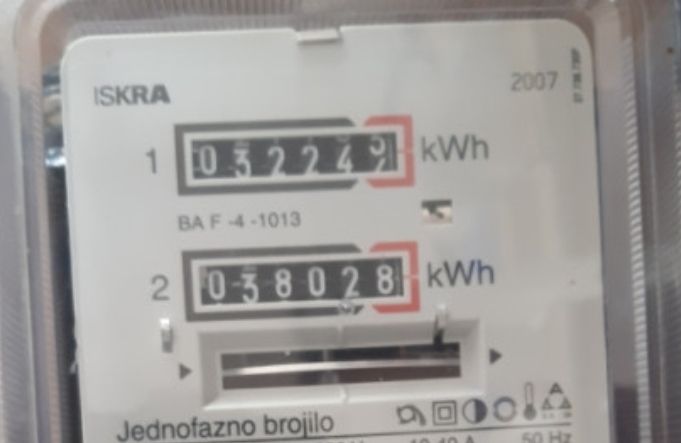 ISKRA 2007
1 032249 kWh
BA F -4 -1013
2 038028 kWh
Jednofazno brojilo
50 Hz